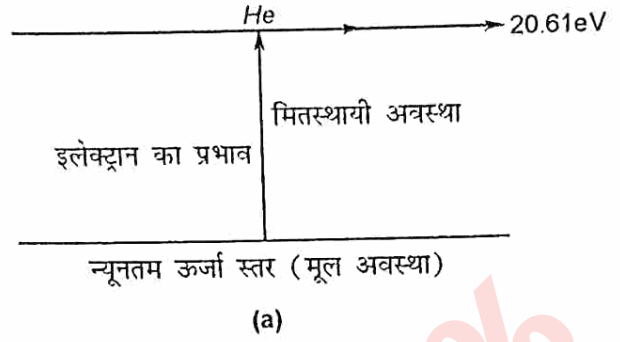 He
20.61eV
मितस्थायी अवस्था
इलेक्ट्रान का प्रभाव
न्यूनतम ऊर्जा स्तर (मूल अवस्था)
(a)